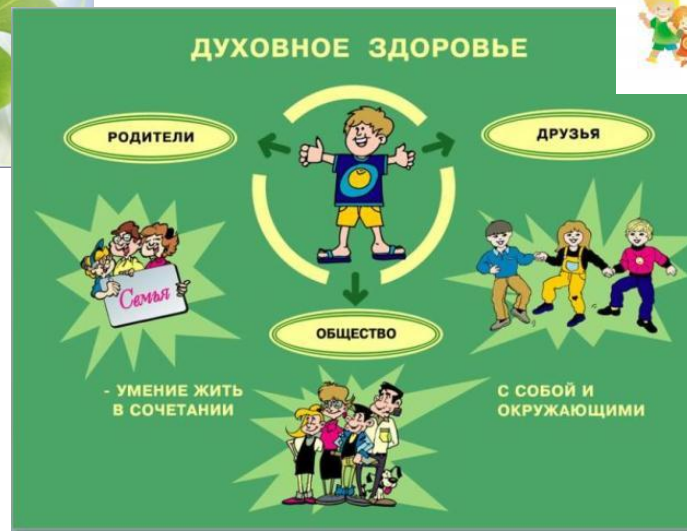 ДУХОВНОЕ ЗДОРОВЬЕ
РОДИТЕЛИ
ДРУЗЬЯ
Семья
ОБЩЕСТВО
- УМЕНИЕ ЖИТЬ
В СОЧЕТАНИИ
С СОБОЙ И
ОКРУЖАЮЩИМИ